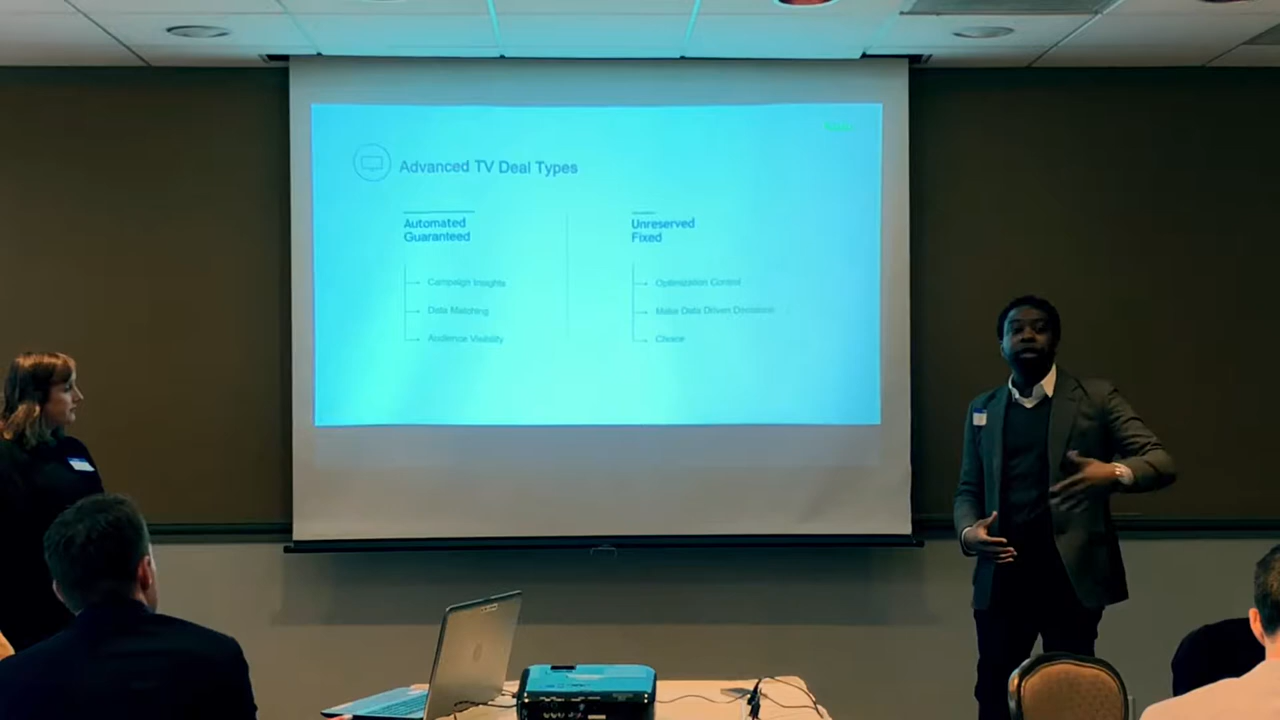 Advanced TV Deal Types
Automated
Guaranteed
Campaign Insights
Data Matching
Audience Visibility
Unreserved
Fixed
Optimization Control
Make Data Driven Decisions
Choice